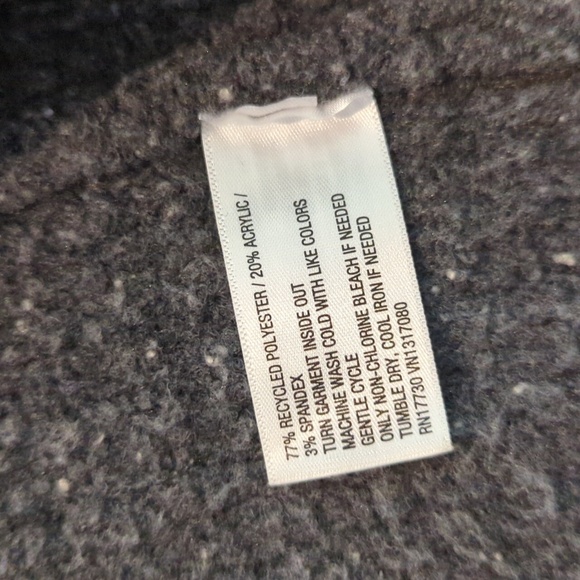 77% RECYCLED POLYESTER / 20% ACRYLIC /
3% SPANDEX
TURN GARMENT INSIDE OUT
MACHINE WASH COLD WITH LIKE COLORS
GENTLE CYCLE
ONLY NON-CHLORINE BLEACH IF NEEDED
TUMBLE DRY, COOL IRON IF NEEDED
RN17730 VN1317080